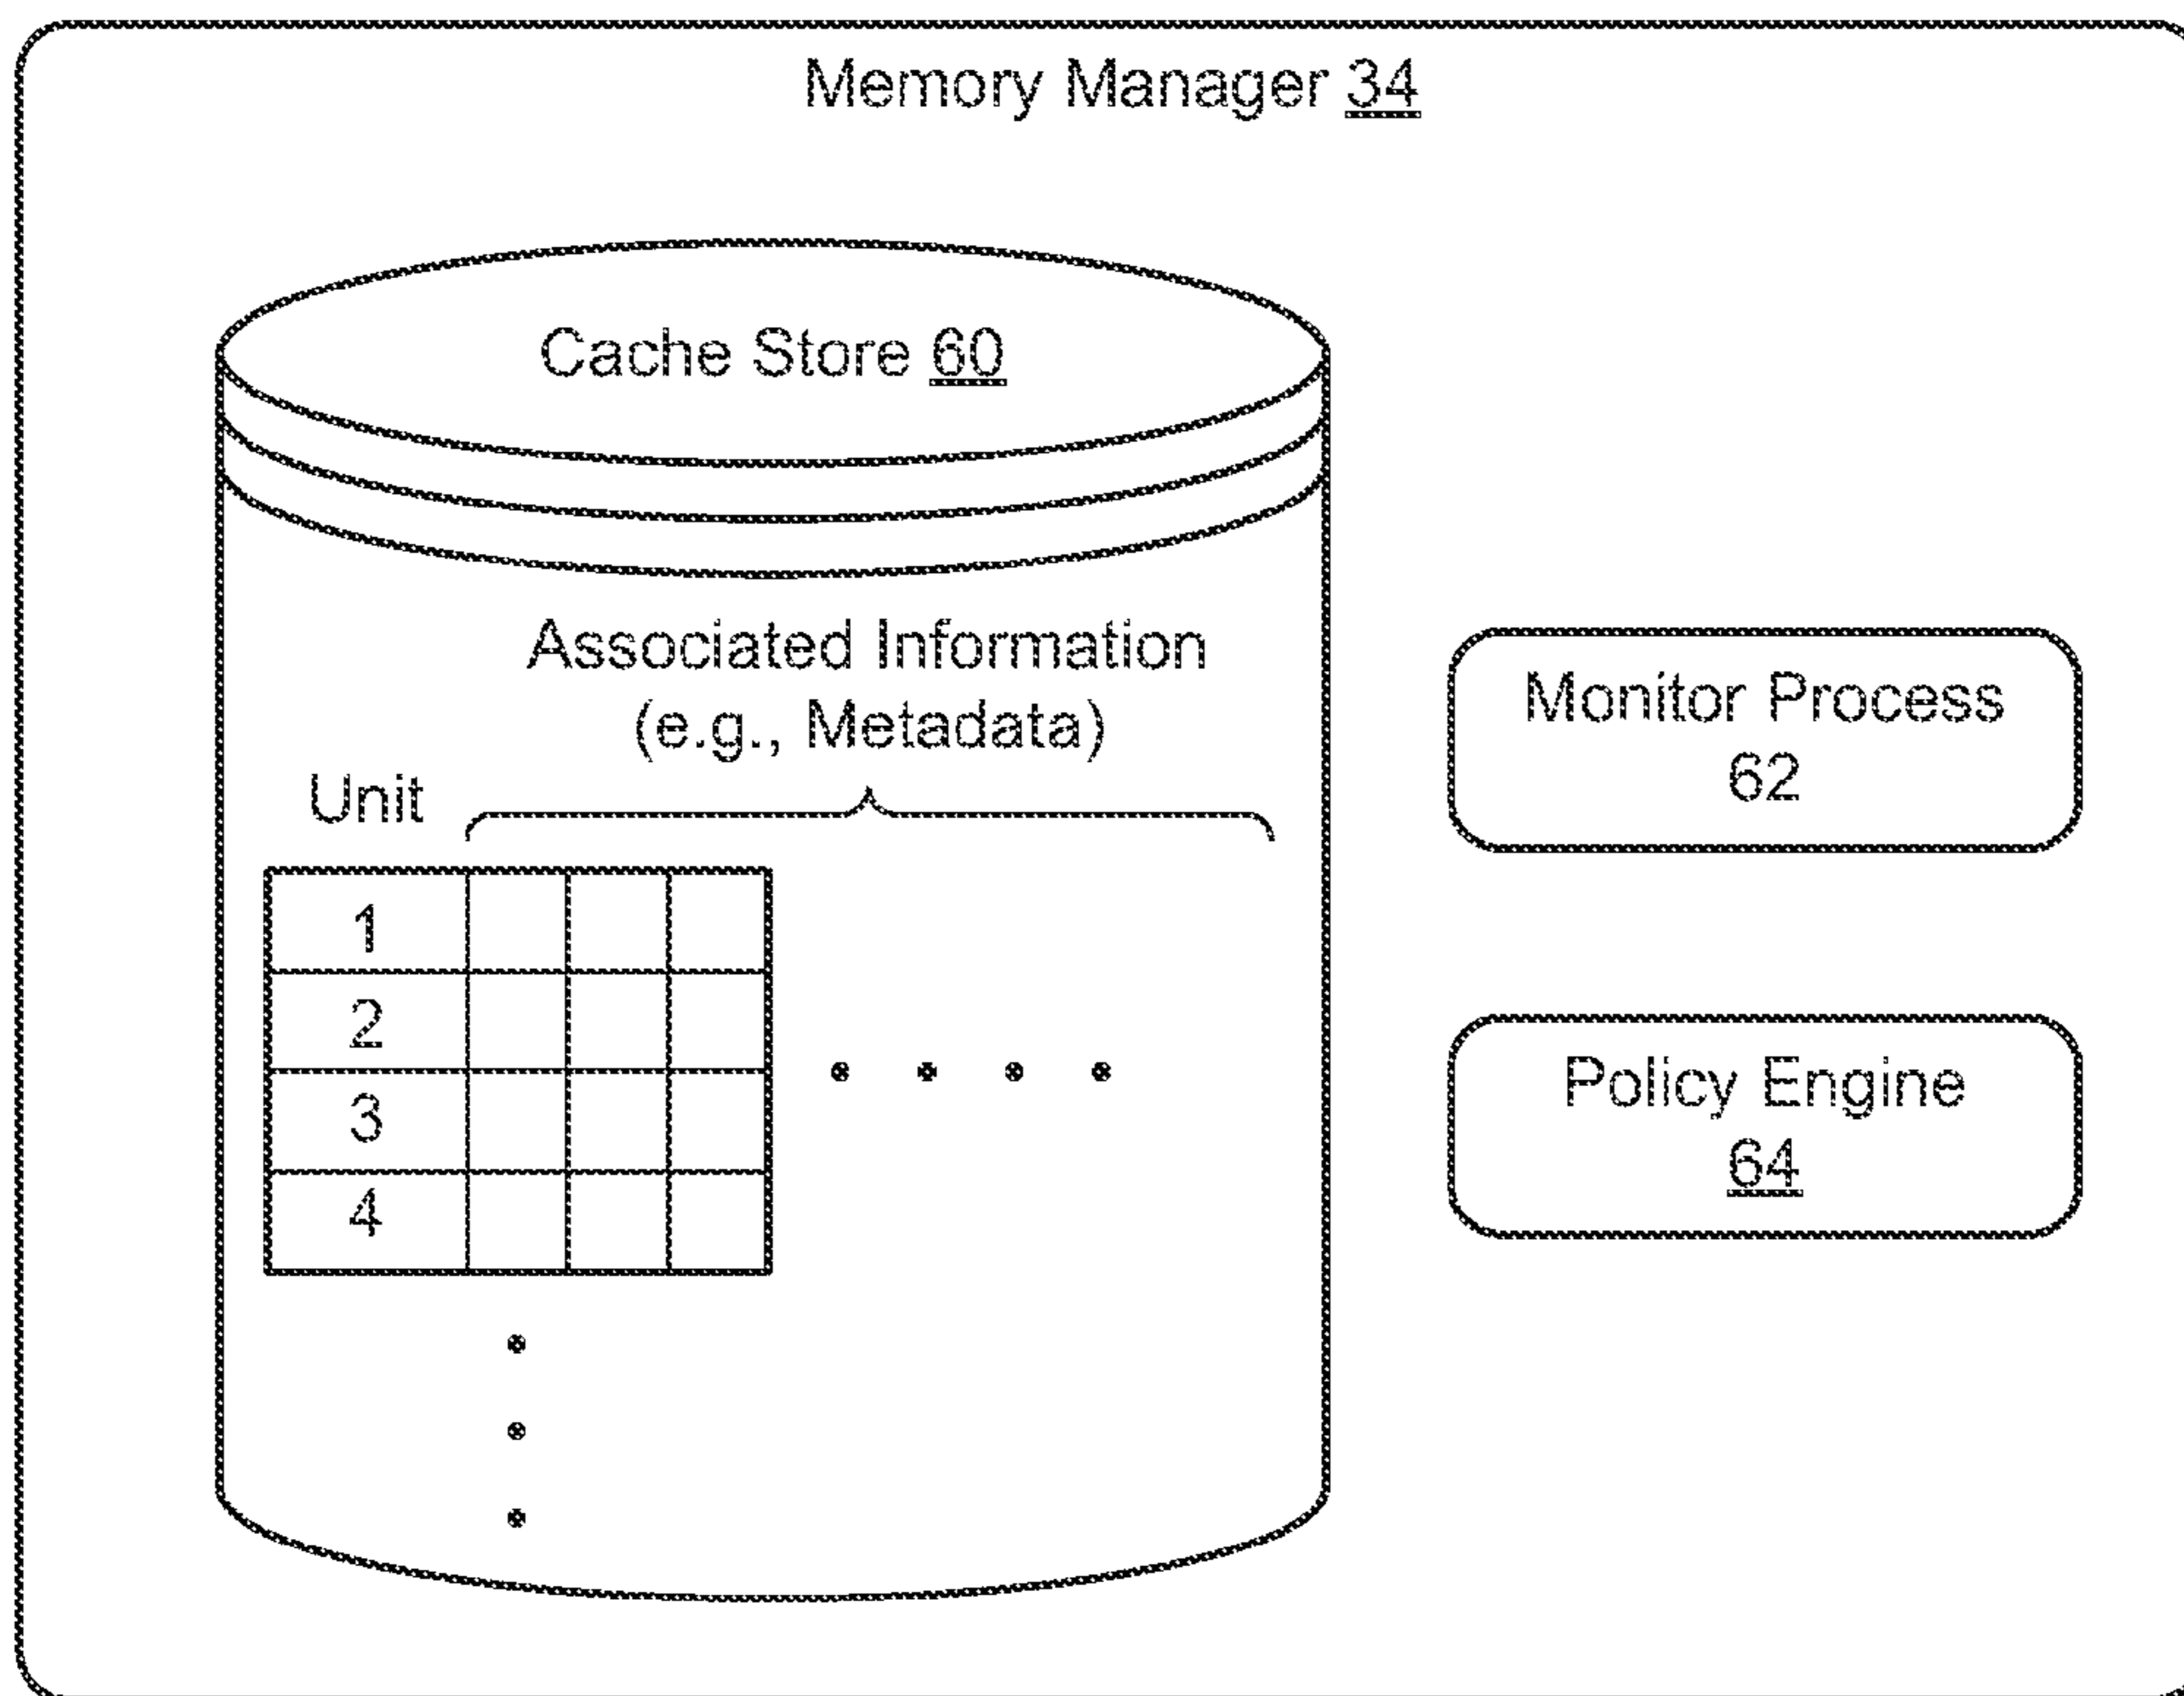 Memory Manager 34
Cache Store 60
Associated Information
(e.g., Metadata)
Unit
1
2
3
4
Monitor Process
62
Policy Engine
64